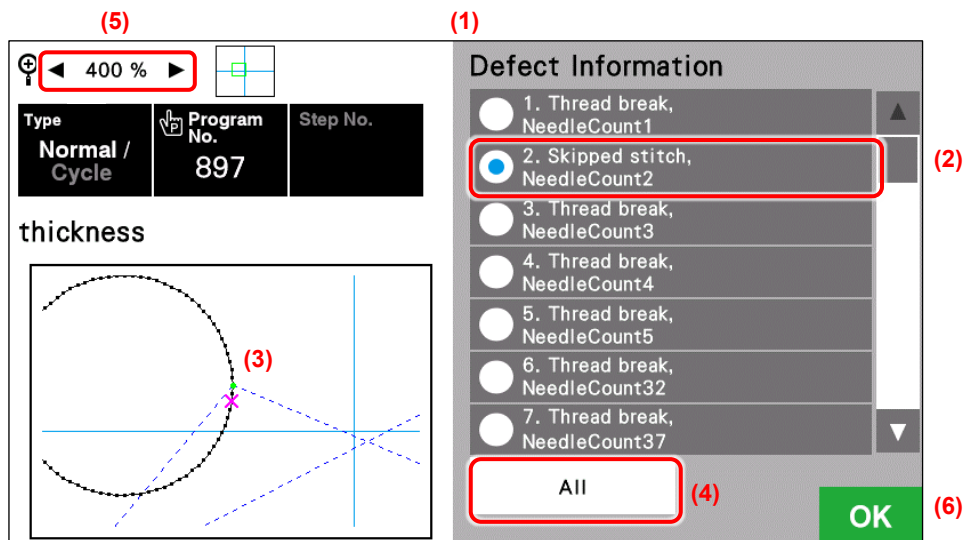 (5)
(1)
400 %
Defect Information
Type
Normal /
Cycle
Program
No.
897
Step No.
1. Thread break,
NeedleCount1
2. Skipped stitch,
NeedleCount2
(2)
3. Thread break,
NeedleCount3
thickness
4. Thread break,
NeedleCount4
5. Thread break,
NeedleCount5
(3)
6. Thread break,
NeedleCount32
7. Thread break,
NeedleCount37
All
(4)
OK
(6)